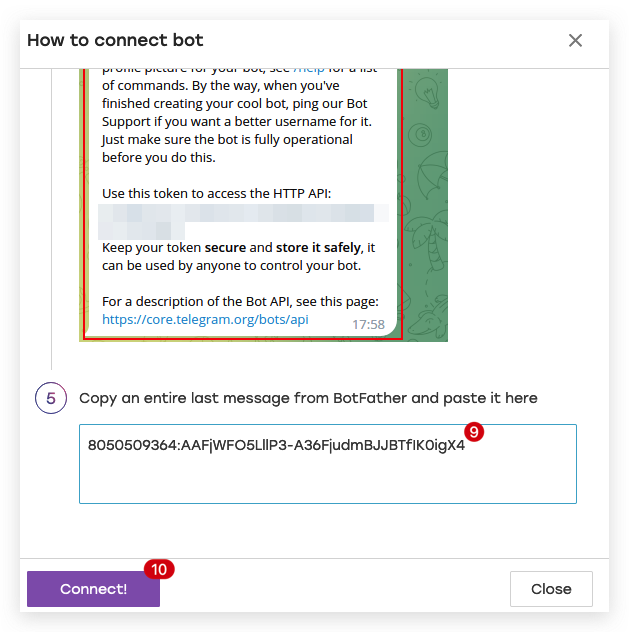 How to connect bot
profile picture for your bot, see /help for a list
of commands. By the way, when you've
finished creating your cool bot, ping our Bot
Support if you want a better username for it.
Just make sure the bot is fully operational
before you do this.
Use this token to access the HTTP API:
Keep your token secure and store it safely, it
can be used by anyone to control your bot.
For a description of the Bot API, see this page:
https://core.telegram.org/bots/api
17:58
5
Copy an entire last message from BotFather and paste it here
8050509364:AAFjWFO5LllP3-A36FjudmBJJBTfIK0igX4
9
10
Connect!
Close